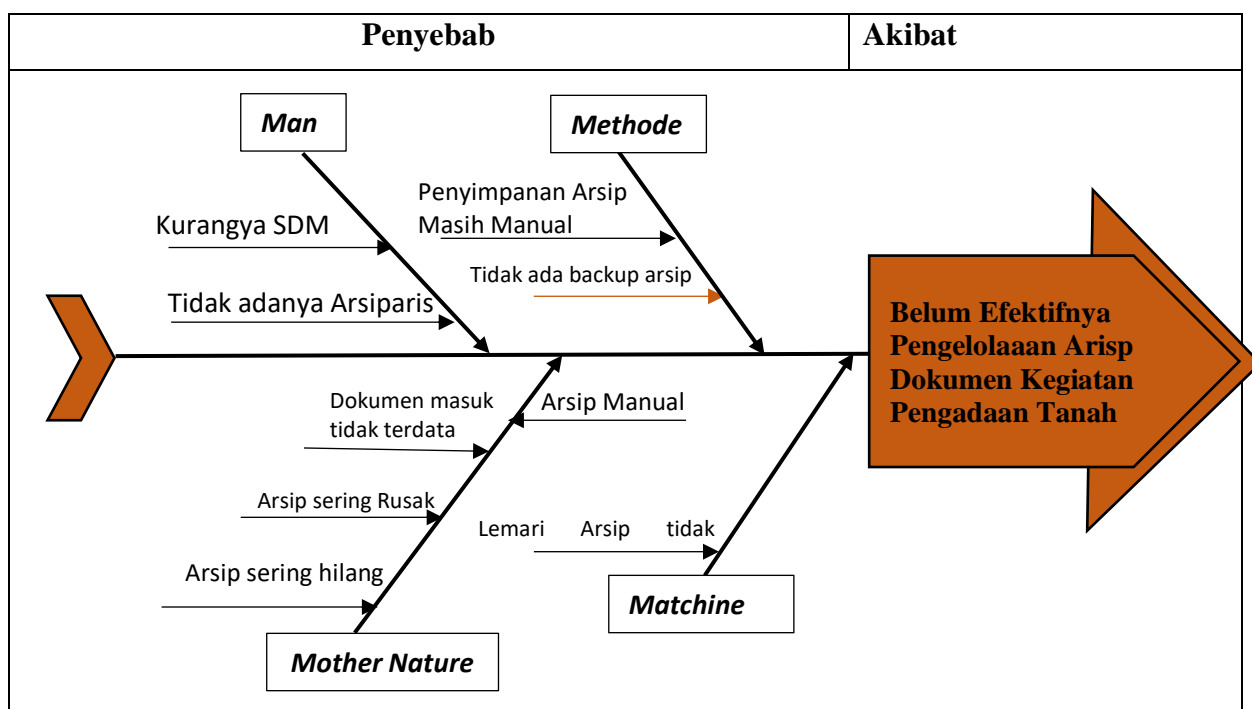 Penyebab
Akibat
Man
Methode
Penyimpanan Arsip
Masih Manual
Kurangya SDM
Tidak ada backup arsip
Tidak adanya Arsiparis
Belum Efektifnya
Pengelolaaan Arisp
Dokumen Kegiatan
Pengadaan Tanah
Dokumen masuk
tidak terdata
Arsip Manual
Arsip sering Rusak
Lemari Arsip tidak
Arsip sering hilang
Matchine
Mother Nature